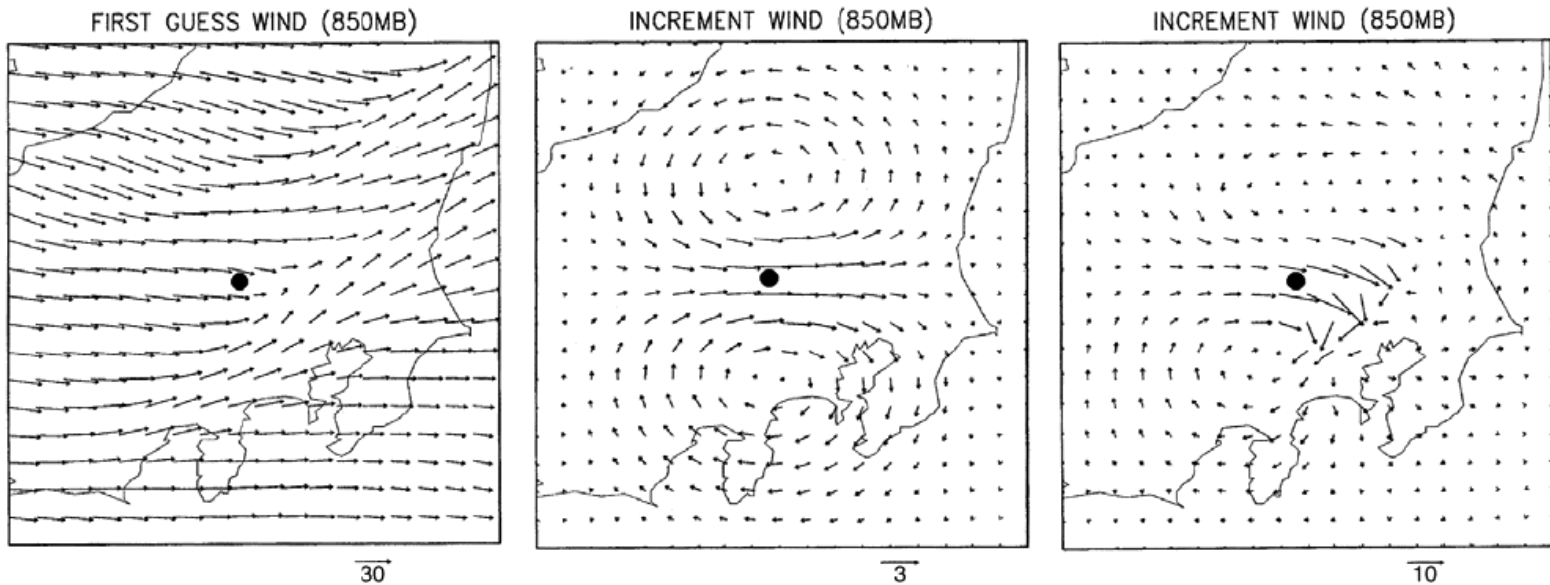 FIRST GUESS WIND (850MB)
INCREMENT WIND (850MB)
INCREMENT WIND (850MB)
30
3
10